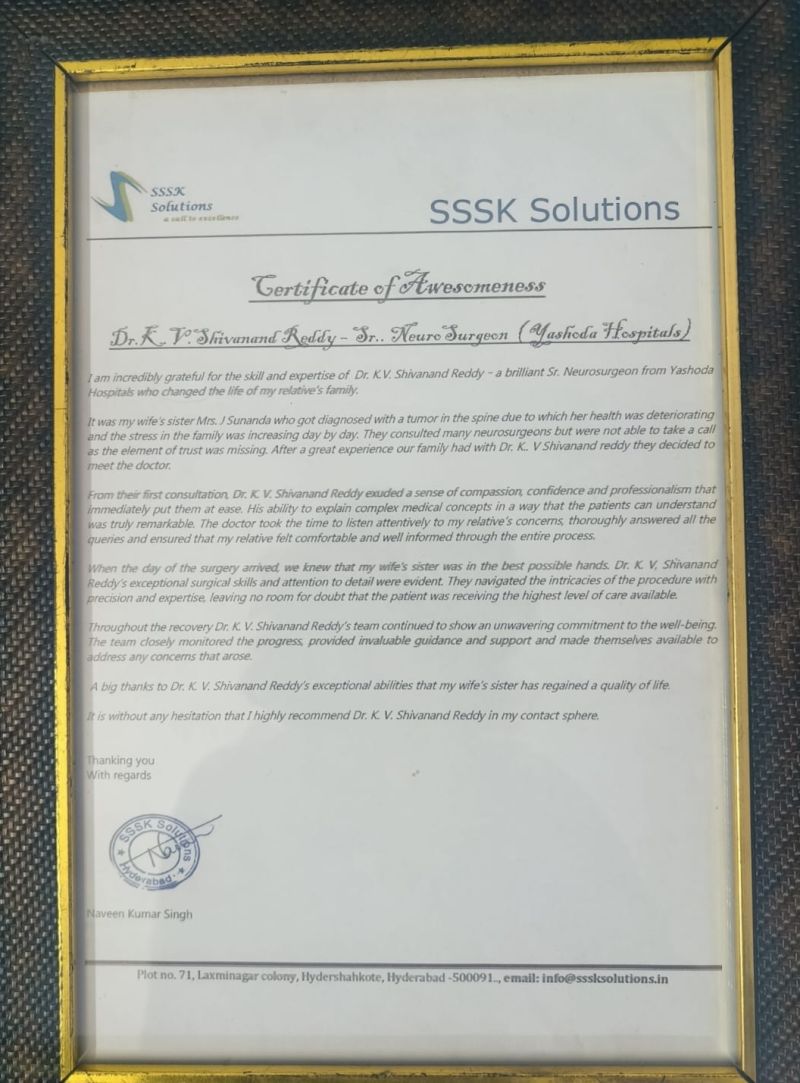 SSSK
Solutions
a call to excellence
SSSK Solutions
Certificate of Awesomeness
Dr. K. V. Shivanand Reddy – Sr.. Neuro Surgeon (Yashoda Hospitals)
I am incredibly grateful for the skill and expertise of Dr. K.V. Shivanand Reddy – a brilliant Sr. Neurosurgeon from Yashoda
Hospitals who changed the life of my relative's family.
It was my wife's sister Mrs. J Sunanda who got diagnosed with a tumor in the spine due to which her health was deteriorating
and the stress in the family was increasing day by day. They consulted many neurosurgeons but were not able to take a call
as the element of trust was missing. After a great experience our family had with Dr. K.. V Shivanand reddy they decided to
meet the doctor.
From their first consultation, Dr. K. V. Shivanand Reddy exuded a sense of compassion, confidence and professionalism that
immediately put them at ease. His ability to explain complex medical concepts in a way that the patients can understand
was truly remarkable. The doctor took the time to listen attentively to my relative's concerns, thoroughly answered all the
queries and ensured that my relative felt comfortable and well informed through the entire process.
When the day of the surgery arrived, we knew that my wife's sister was in the best possible hands. Dr. K. V, Shivanand
Reddy's exceptional surgical skills and attention to detail were evident. They navigated the intricacies of the procedure with
precision and expertise, leaving no room for doubt that the patient was receiving the highest level of care available.
Throughout the recovery Dr. K. V. Shivanand Reddy's team continued to show an unwavering commitment to the well-being.
The team closely monitored the progress, provided invaluable guidance and support and made themselves available to
address any concerns that arose.
A big thanks to Dr. K. V. Shivanand Reddy's exceptional abilities that my wife's sister has regained a quality of life.
It is without any hesitation that I highly recommend Dr. K. V. Shivanand Reddy in my contact sphere.
Thanking you
With regards
SSSK Solutions
Hyderabad
Naveen Kumar Singh
Plot no. 71, Laxminagar colony, Hydershahkote, Hyderabad -500091.., email: info@sssksolutions.in